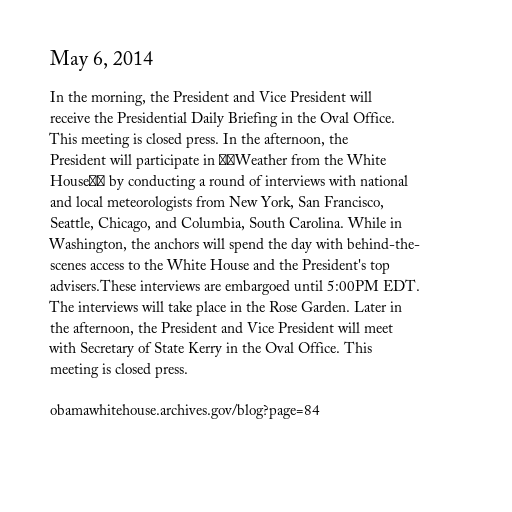 May 6, 2014
In the morning, the President and Vice President will
receive the Presidential Daily Briefing in the Oval Office.
This meeting is closed press. In the afternoon, the
President will participate in Weather from the White
House by conducting a round of interviews with national
and local meteorologists from New York, San Francisco,
Seattle, Chicago, and Columbia, South Carolina. While in
Washington, the anchors will spend the day with behind-the-
scenes access to the White House and the President's top
advisers.These interviews are embargoed until 5:00PM EDT.
The interviews will take place in the Rose Garden. Later in
the afternoon, the President and Vice President will meet
with Secretary of State Kerry in the Oval Office. This
meeting is closed press.
obamawhitehouse.archives.gov/blog?page=84